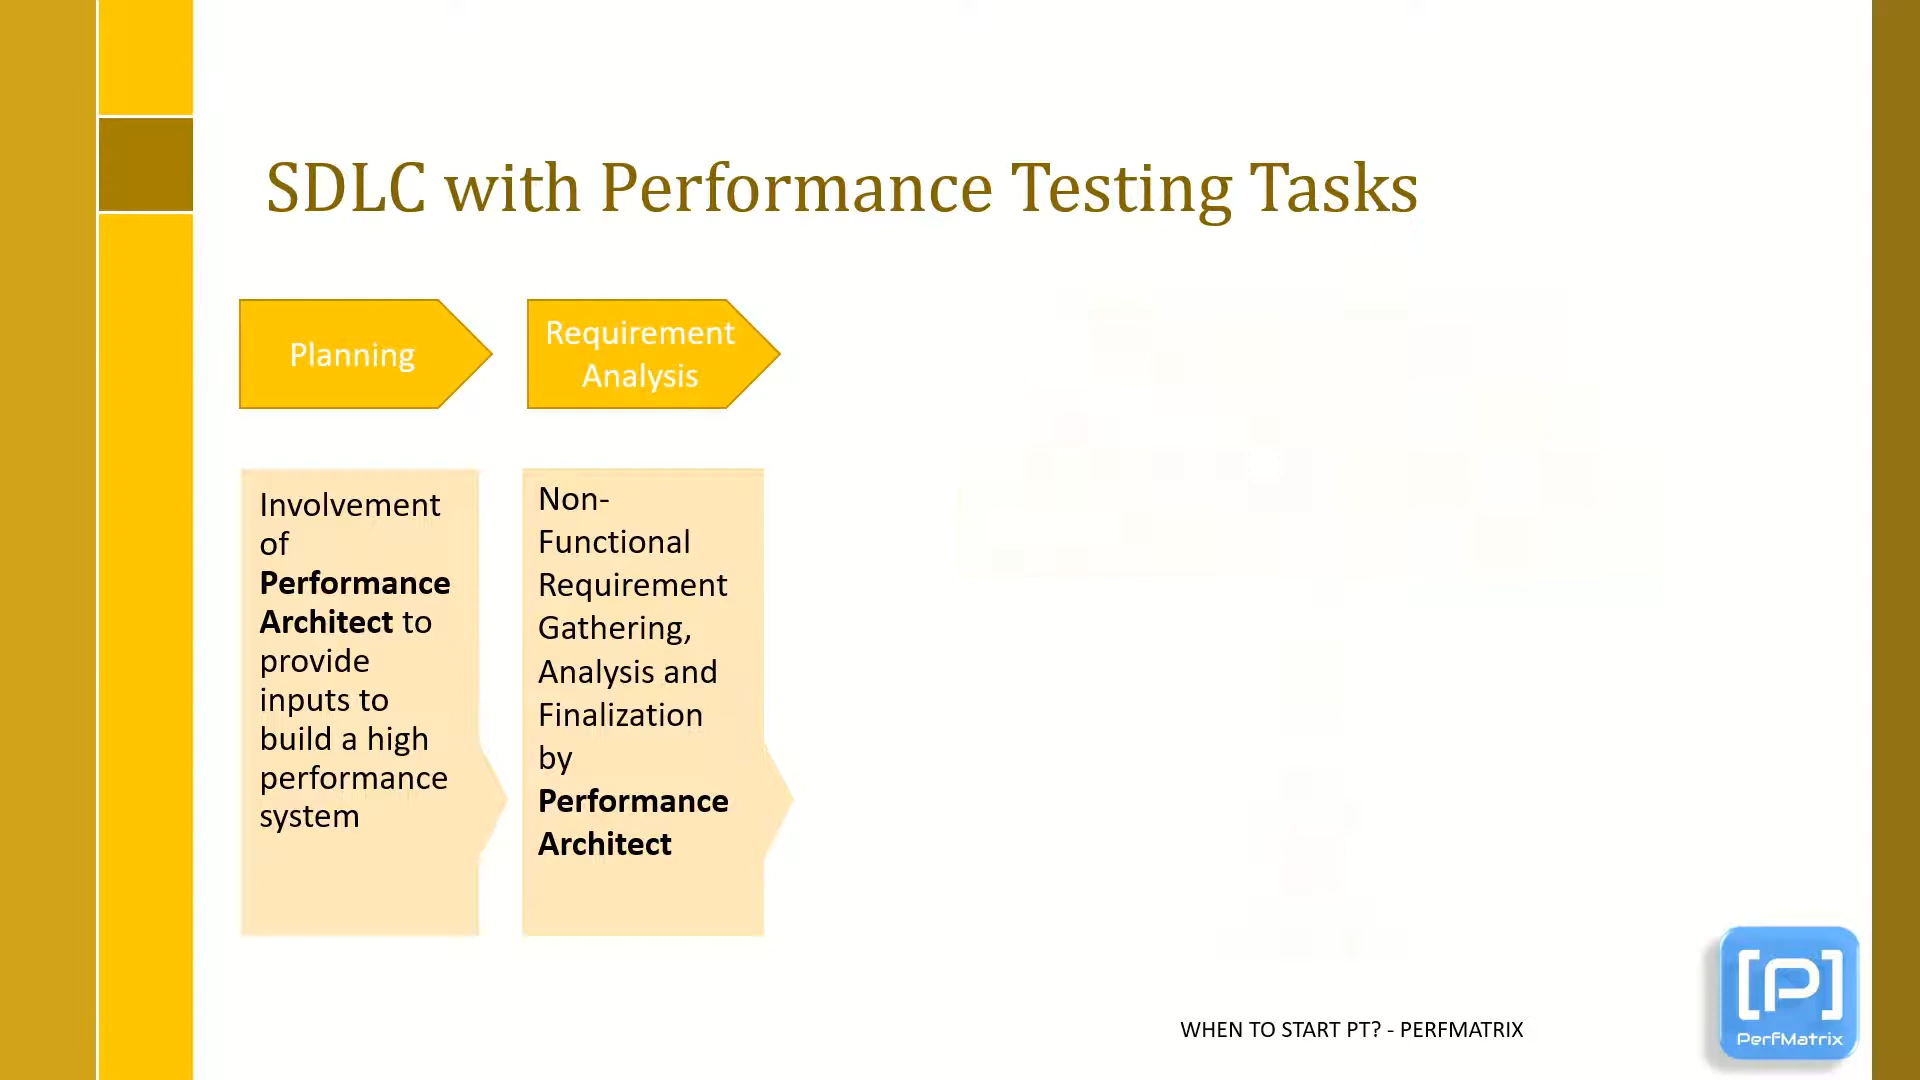 SDLC with Performance Testing Tasks
Planning
Requirement
Analysis
Involvement
of
Performance
Architect to
provide
inputs to
build a high
performance
system
Non-
Functional
Requirement
Gathering,
Analysis and
Finalization
by
Performance
Architect
WHEN TO START PT? - PERFMATRIX
[P]
PerfMatrix